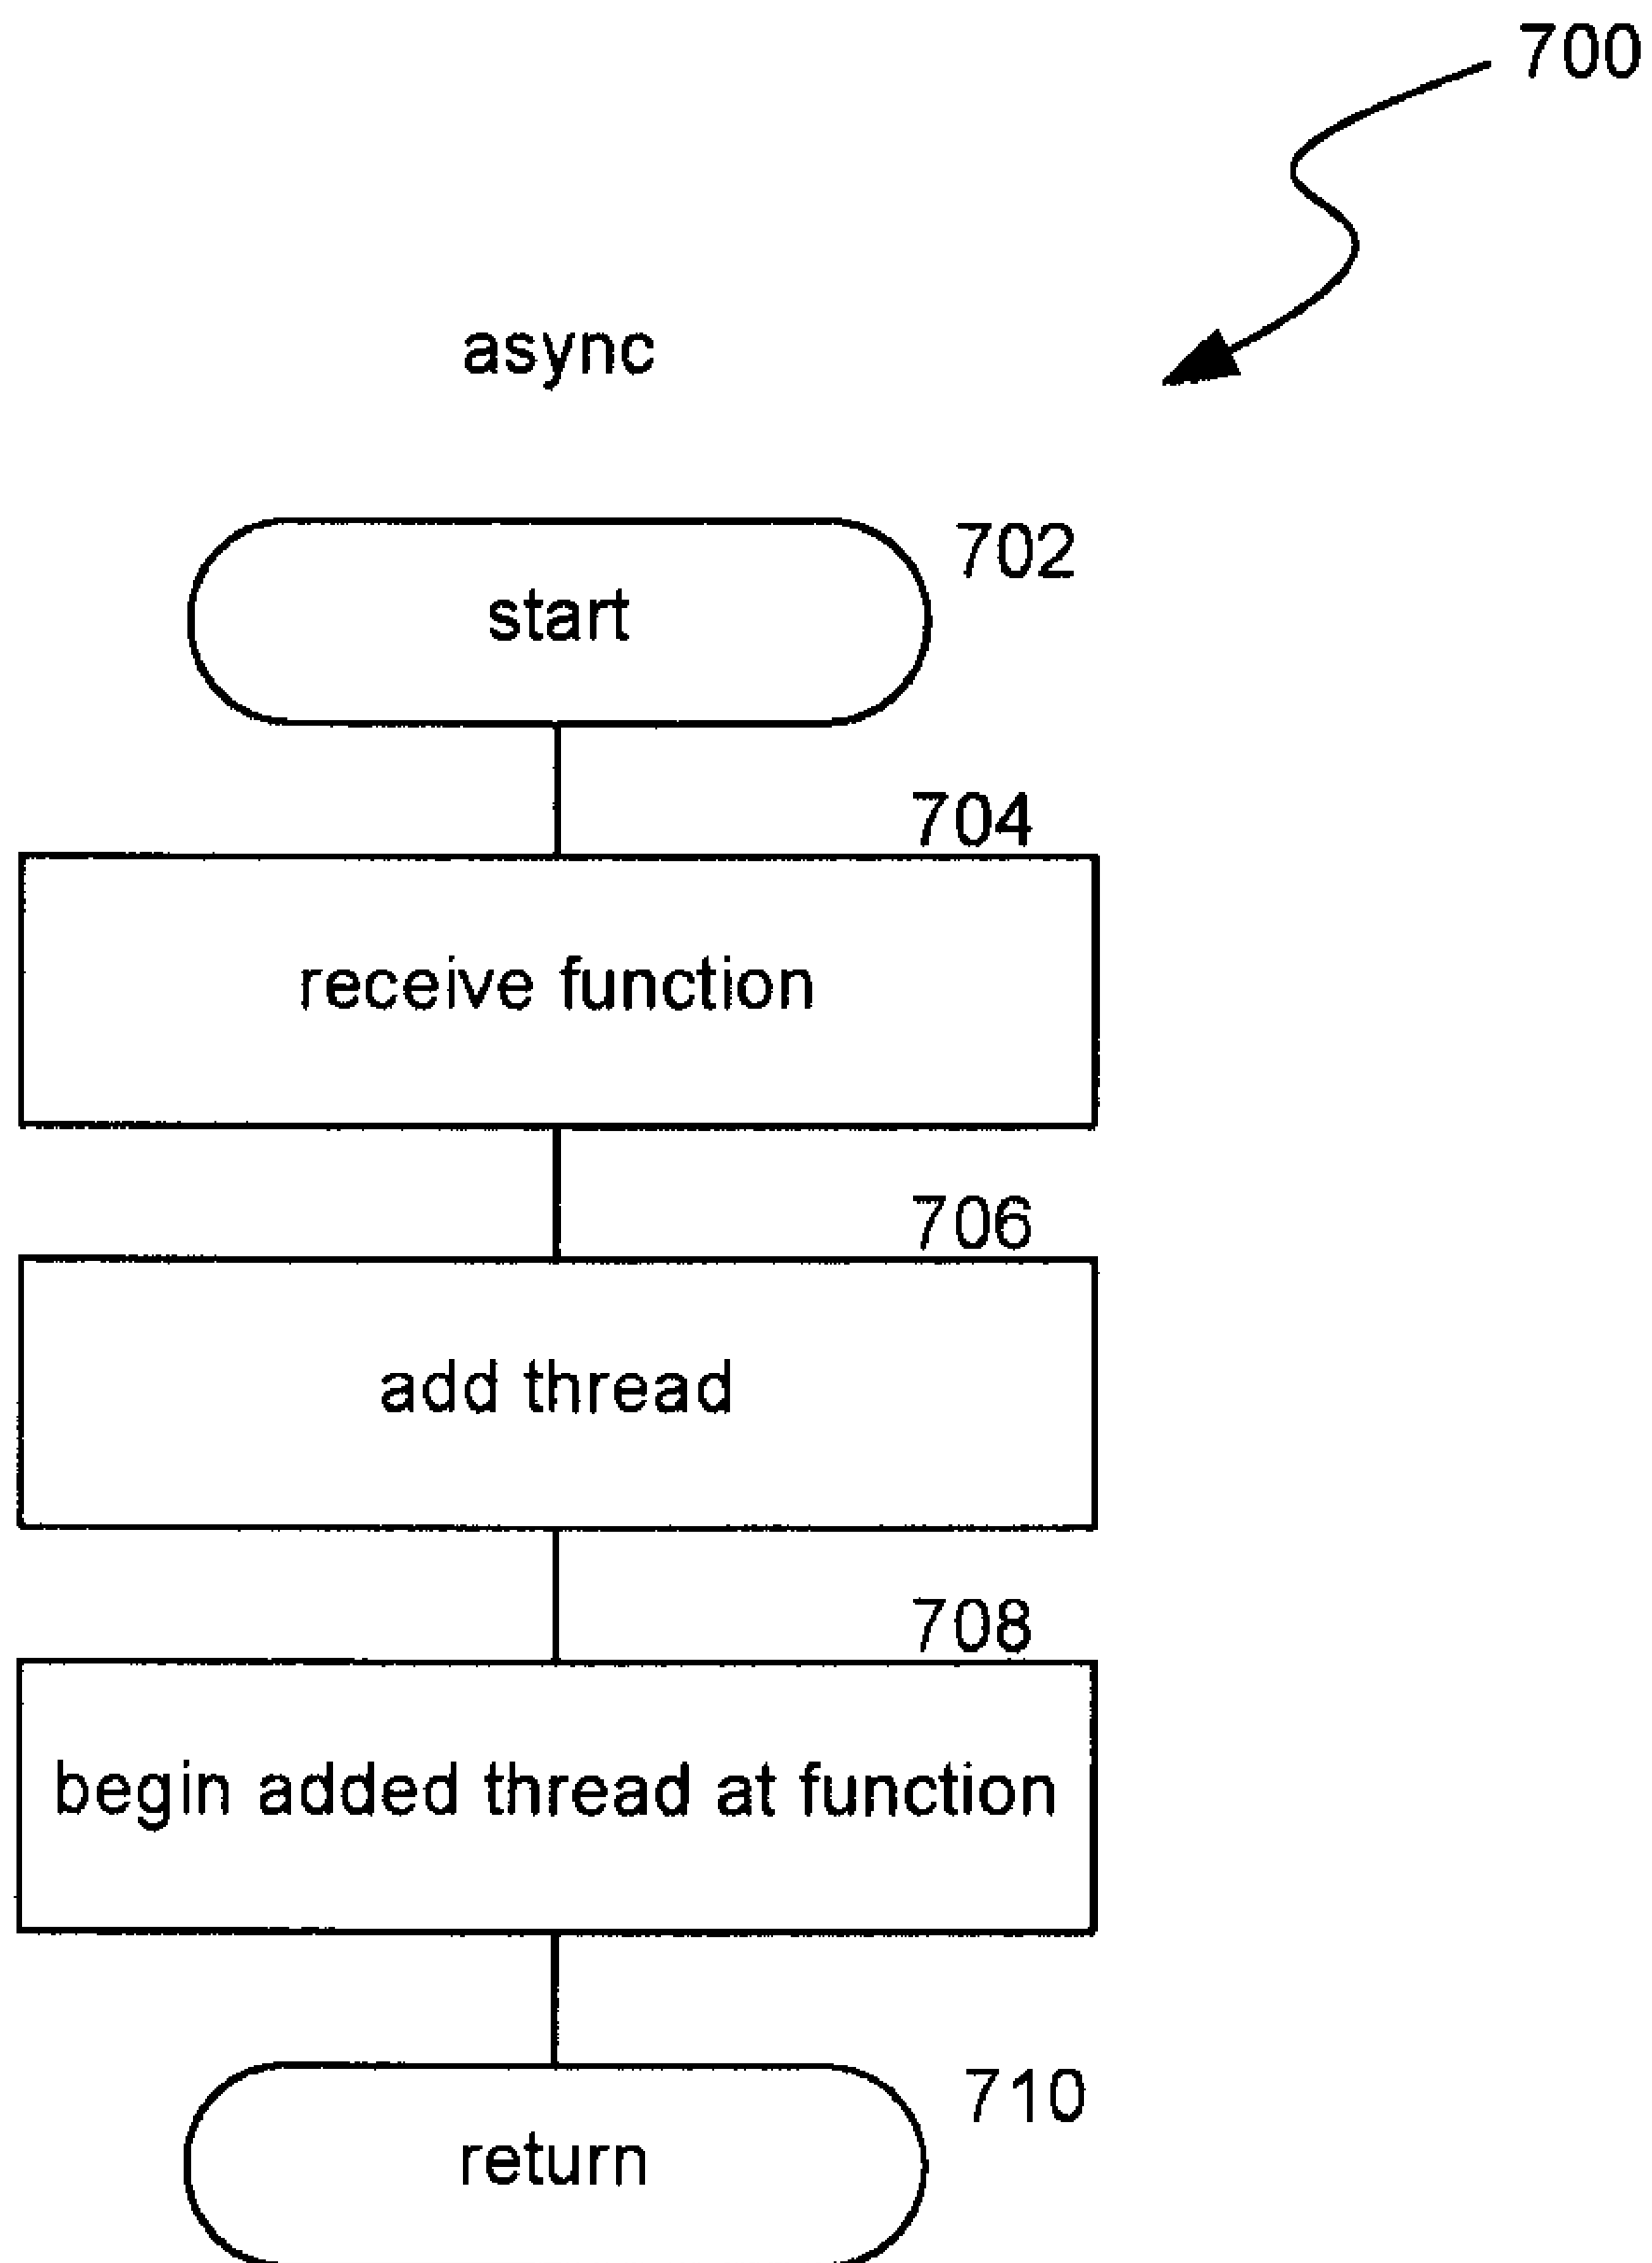 700
async
702
start
704
receive function
706
add thread
708
begin added thread at function
710
return